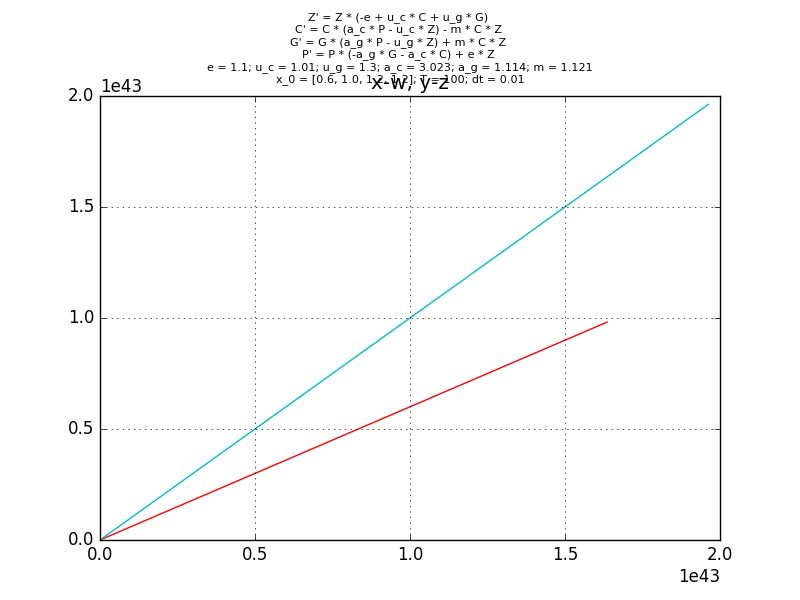 Z' = Z * (-e + u_c * C + u_g * G)
C' = C * (a_c * P - u_c * Z) - m * C * Z
G' = G * (a_g * P - u_g * Z) + m * C * Z
P' = P * (-a_g * G - a_c * C) + e * Z
e = 1.1; u_c = 1.01; u_g = 1.3; a_c = 3.023; a_g = 1.114; m = 1.121
x_0 = [0.6, 1.0, 1.2, 1.2]; T = 100; dt = 0.01
x-w, y-z
1e43
2.0
1.5
1.0
0.5
0.0
0.0 0.5 1.0 1.5 2.0
1e43